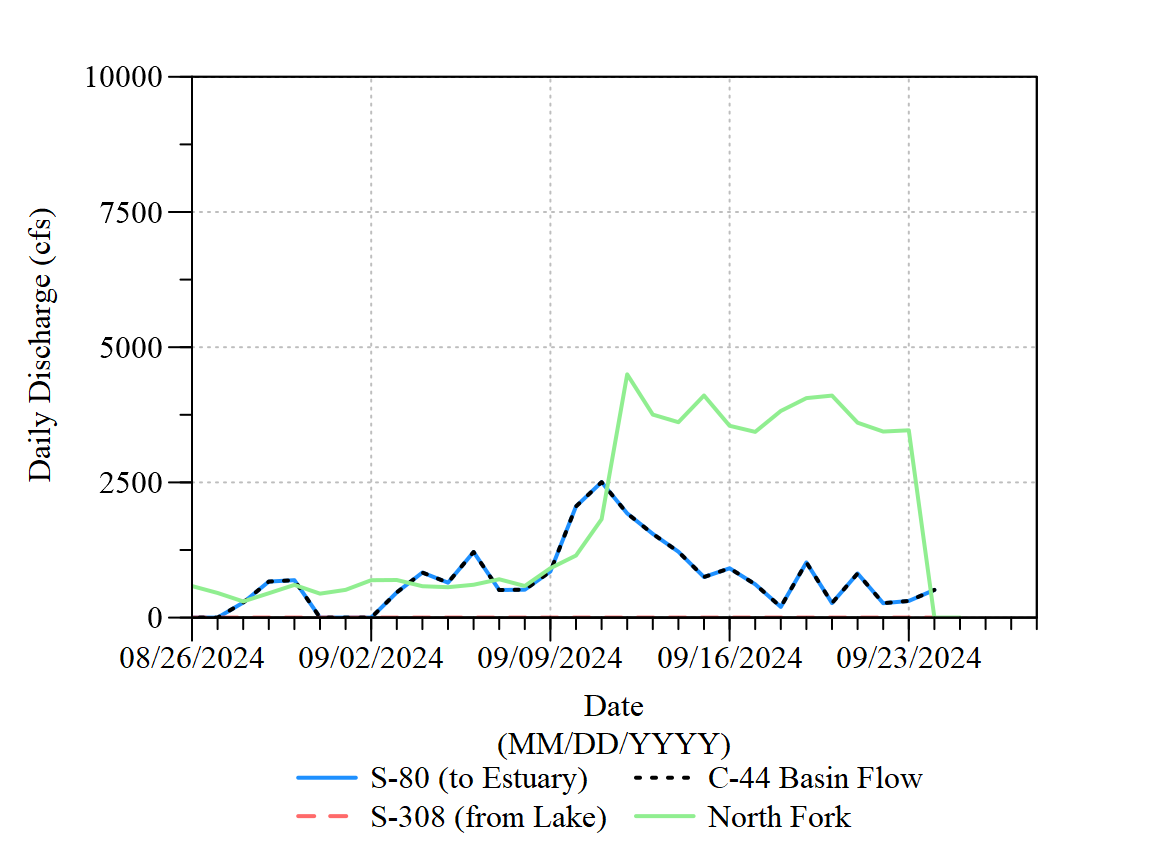 10000
7500
5000
2500
0
Daily Discharge (cfs)
08/26/2024 09/02/2024 09/09/2024 09/16/2024 09/23/2024
Date
(MM/DD/YYYY)
S-80 (to Estuary) C-44 Basin Flow
S-308 (from Lake) North Fork